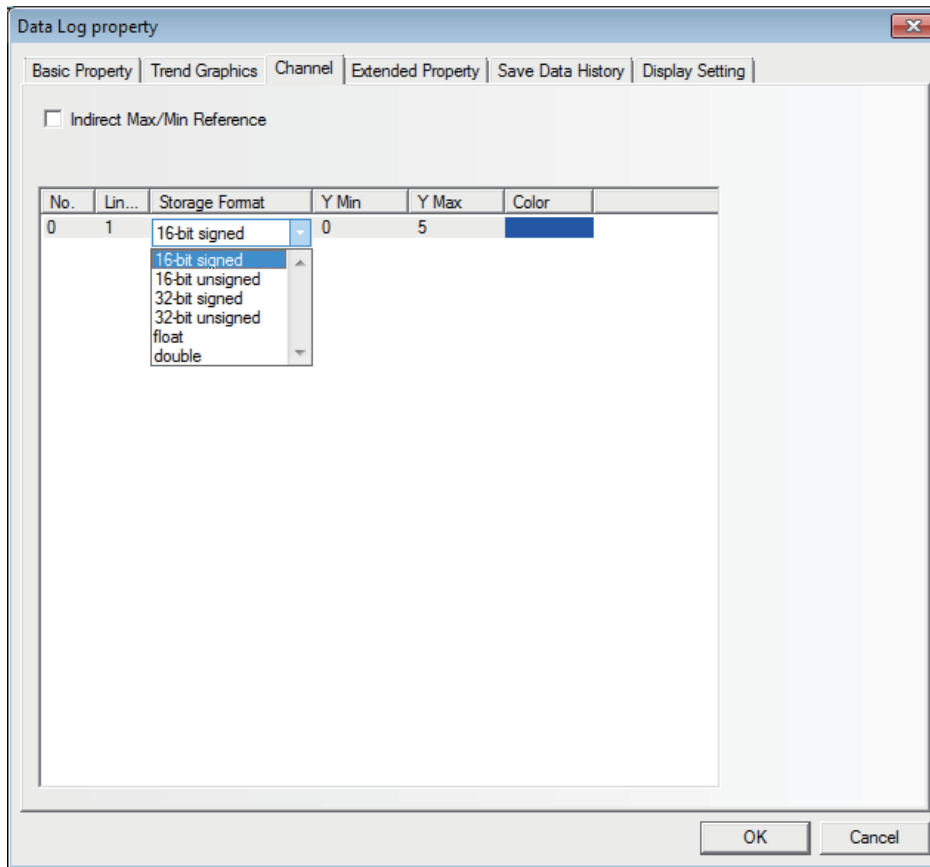 Data Log property
Basic Property Trend Graphics Channel Extended Property Save Data History Display Setting
Indirect Max/Min Reference
No. Lin... Storage Format Y Min Y Max Color
0 1 16-bit signed 0 5
16-bit signed
16-bit unsigned
32-bit signed
32-bit unsigned
float
double
OK Cancel